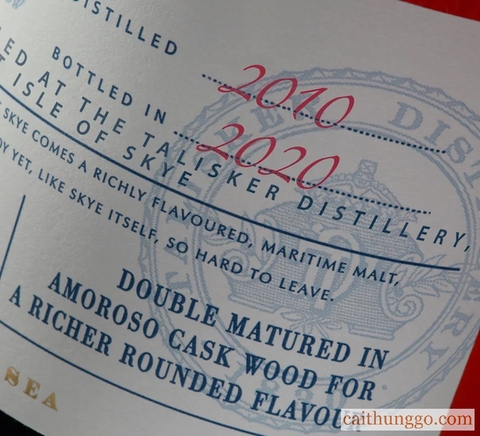 DISTILLED 2010
BOTTLED IN 2020
ED AT THE TALISKER DISTILLERY,
ISLE OF SKYE
SKYE COMES A RICHLY FLAVOURED, MARITIME MALT,
YET, LIKE SKYE ITSELF, SO HARD TO LEAVE.
DOUBLE MATURED IN
AMOROSO CASK WOOD FOR
A RICHER ROUNDED FLAVOUR
SEA
caithunggo.com